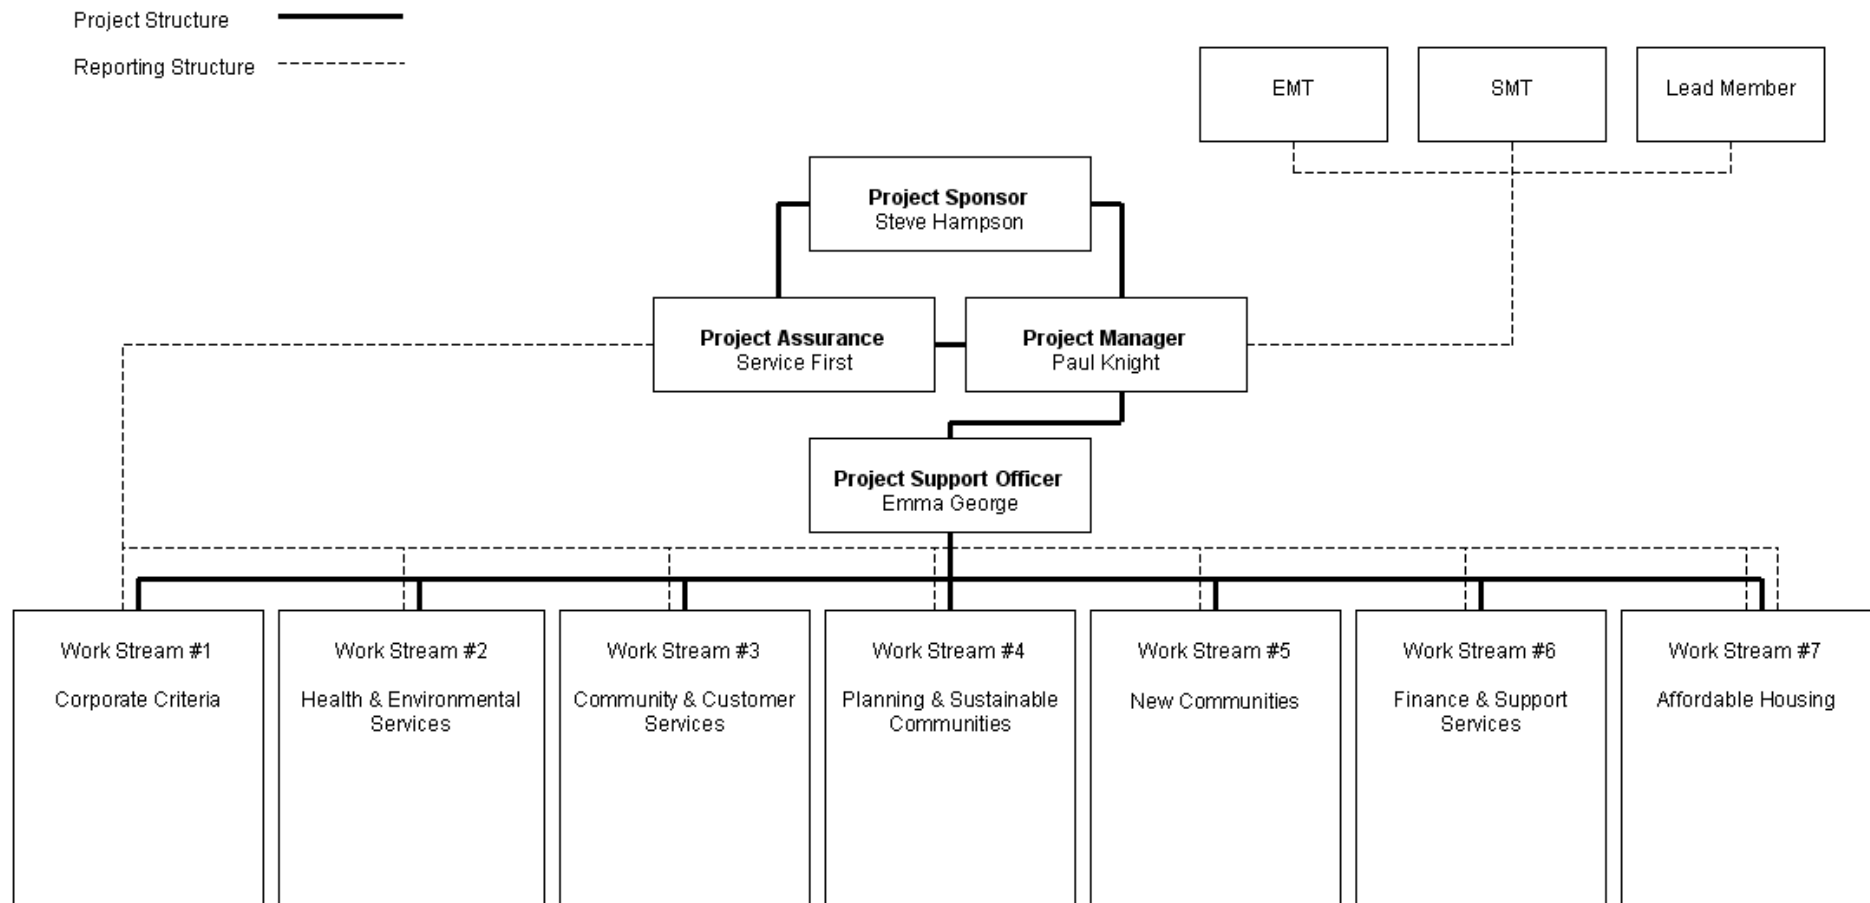 Project Structure
Reporting Structure
EMT
SMT
Lead Member
Project Sponsor
Steve Hampson
Project Assurance
Service First
Project Manager
Paul Knight
Project Support Officer
Emma George
Work Stream #1
Corporate Criteria
Work Stream #2
Health & Environmental
Services
Work Stream #3
Community & Customer
Services
Work Stream #4
Planning & Sustainable
Communities
Work Stream #5
New Communities
Work Stream #6
Finance & Support
Services
Work Stream #7
Affordable Housing